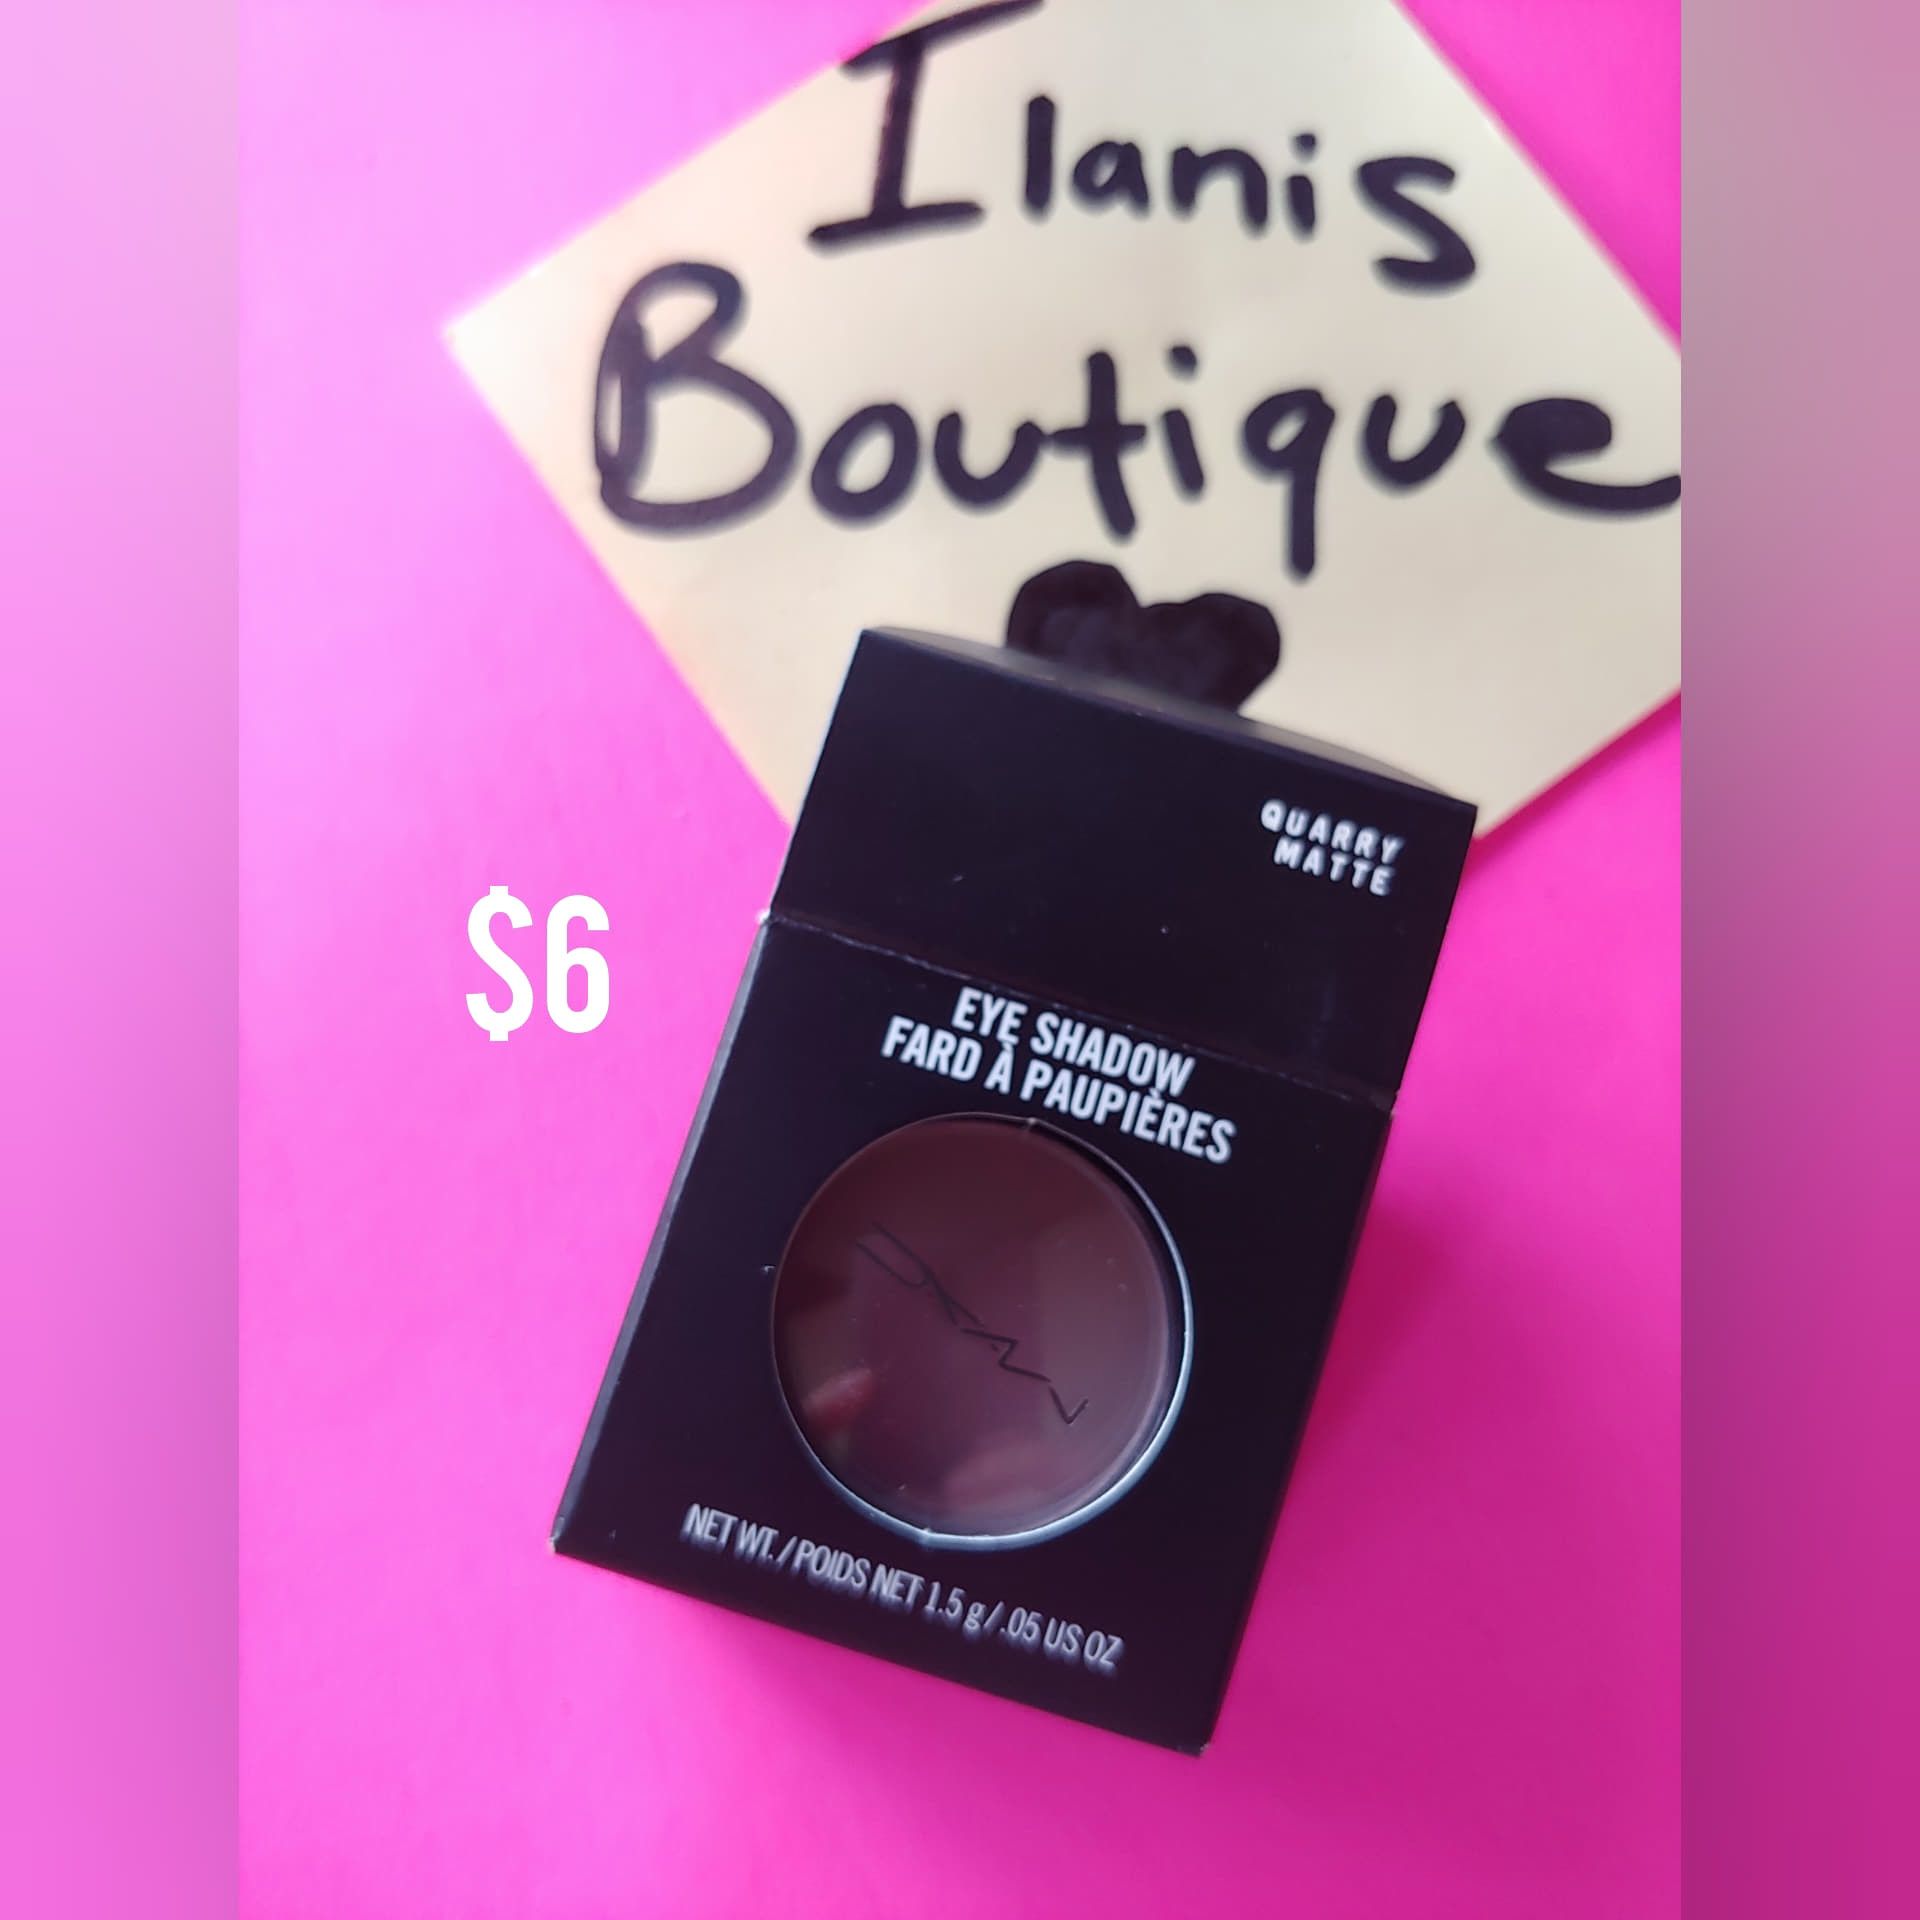 Ilanis
Boutique
QUARRY
MATTE
$6
EYE SHADOW
FARD À PAUPIÈRES
NET WT. / POIDS NET 1.5 g / .05 US OZ